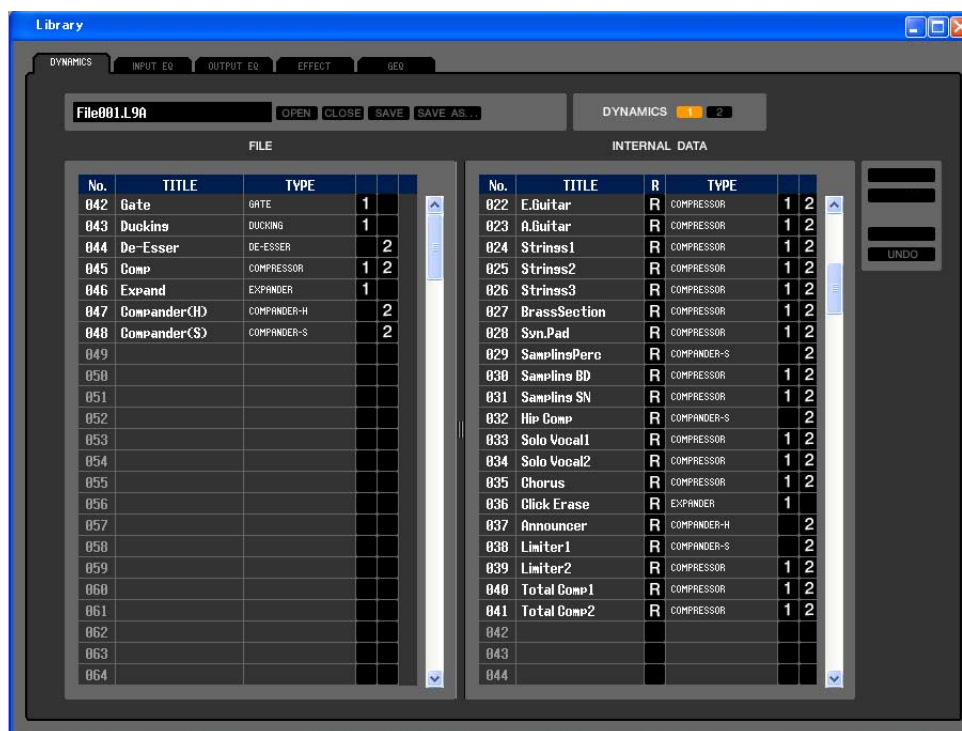 Library
DYNAMICS INPUT EQ OUTPUT EQ EFFECT GEQ
File001.L9A OPEN CLOSE SAVE SAVE AS... DYNAMICS 1 2
FILE INTERNAL DATA
No. TITLE TYPE
042 Gate GATE 1
043 Ducking DUCKING 1
044 De-Esser DE-ESSER 2
045 Comp COMPRESSOR 1 2
046 Expand EXPANDER 1
047 Compander(H) COMPANDER-H 2
048 Compander(S) COMPANDER-S 2
049
050
051
052
053
054
055
056
057
058
059
060
061
062
063
064
No. TITLE R TYPE
022 E.Guitar R COMPRESSOR 1 2
023 A.Guitar R COMPRESSOR 1 2
024 Strings1 R COMPRESSOR 1 2
025 Strings2 R COMPRESSOR 1 2
026 Strings3 R COMPRESSOR 1 2
027 BrassSection R COMPRESSOR 1 2
028 Syn.Pad R COMPRESSOR 1 2
029 SamplingPerc R COMPANDER-S 2
030 Sampling BD R COMPRESSOR 1 2
031 Sampling SN R COMPRESSOR 1 2
032 Hip Comp R COMPANDER-S 2
033 Solo Vocal1 R COMPRESSOR 1 2
034 Solo Vocal2 R COMPRESSOR 1 2
035 Chorus R COMPRESSOR 1 2
036 Click Erase R EXPANDER 1
037 Announcer R COMPANDER-H 2
038 Limiter1 R COMPANDER-S 2
039 Limiter2 R COMPRESSOR 1 2
040 Total Comp1 R COMPRESSOR 1 2
041 Total Comp2 R COMPRESSOR 1 2
042
043
044
UNDO